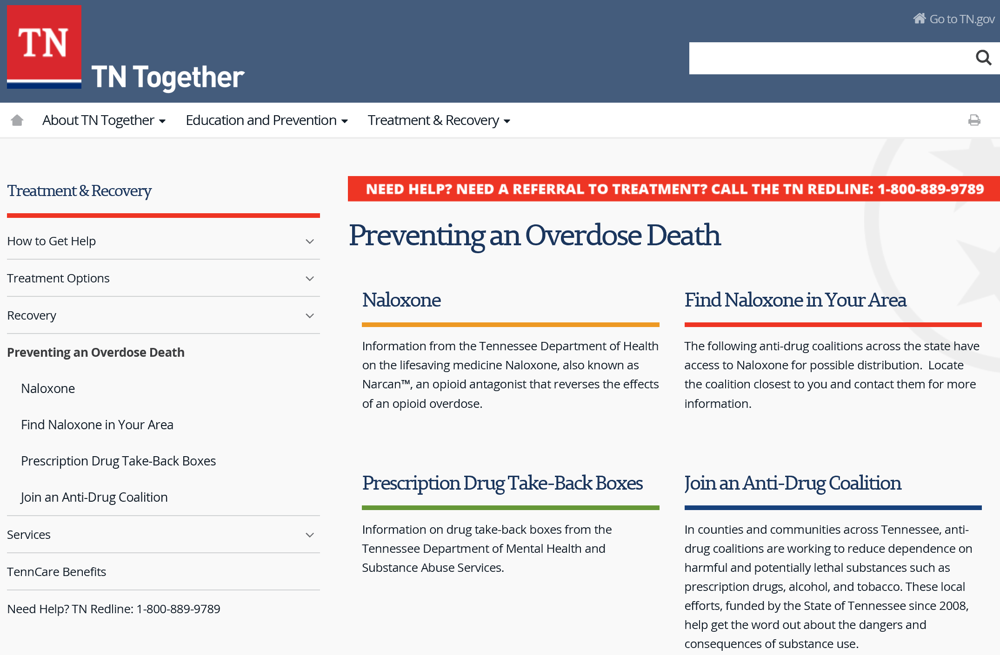 TN
TN Together
Go to TN.gov
About TN Together
Education and Prevention
Treatment & Recovery
Treatment & Recovery
How to Get Help
Treatment Options
Recovery
Preventing an Overdose Death
Naloxone
Find Naloxone in Your Area
Prescription Drug Take-Back Boxes
Join an Anti-Drug Coalition
Services
TennCare Benefits
Need Help? TN Redline: 1-800-889-9789
NEED HELP? NEED A REFERRAL TO TREATMENT? CALL THE TN REDLINE: 1-800-889-9789
Preventing an Overdose Death
Naloxone
Information from the Tennessee Department of Health
on the lifesaving medicine Naloxone, also known as
Narcan™, an opioid antagonist that reverses the effects
of an opioid overdose.
Find Naloxone in Your Area
The following anti-drug coalitions across the state have
access to Naloxone for possible distribution.  Locate
the coalition closest to you and contact them for more
information.
Prescription Drug Take-Back Boxes
Information on drug take-back boxes from the
Tennessee Department of Mental Health and
Substance Abuse Services.
Join an Anti-Drug Coalition
In counties and communities across Tennessee, anti-
drug coalitions are working to reduce dependence on
harmful and potentially lethal substances such as
prescription drugs, alcohol, and tobacco. These local
efforts, funded by the State of Tennessee since 2008,
help get the word out about the dangers and
consequences of substance use.